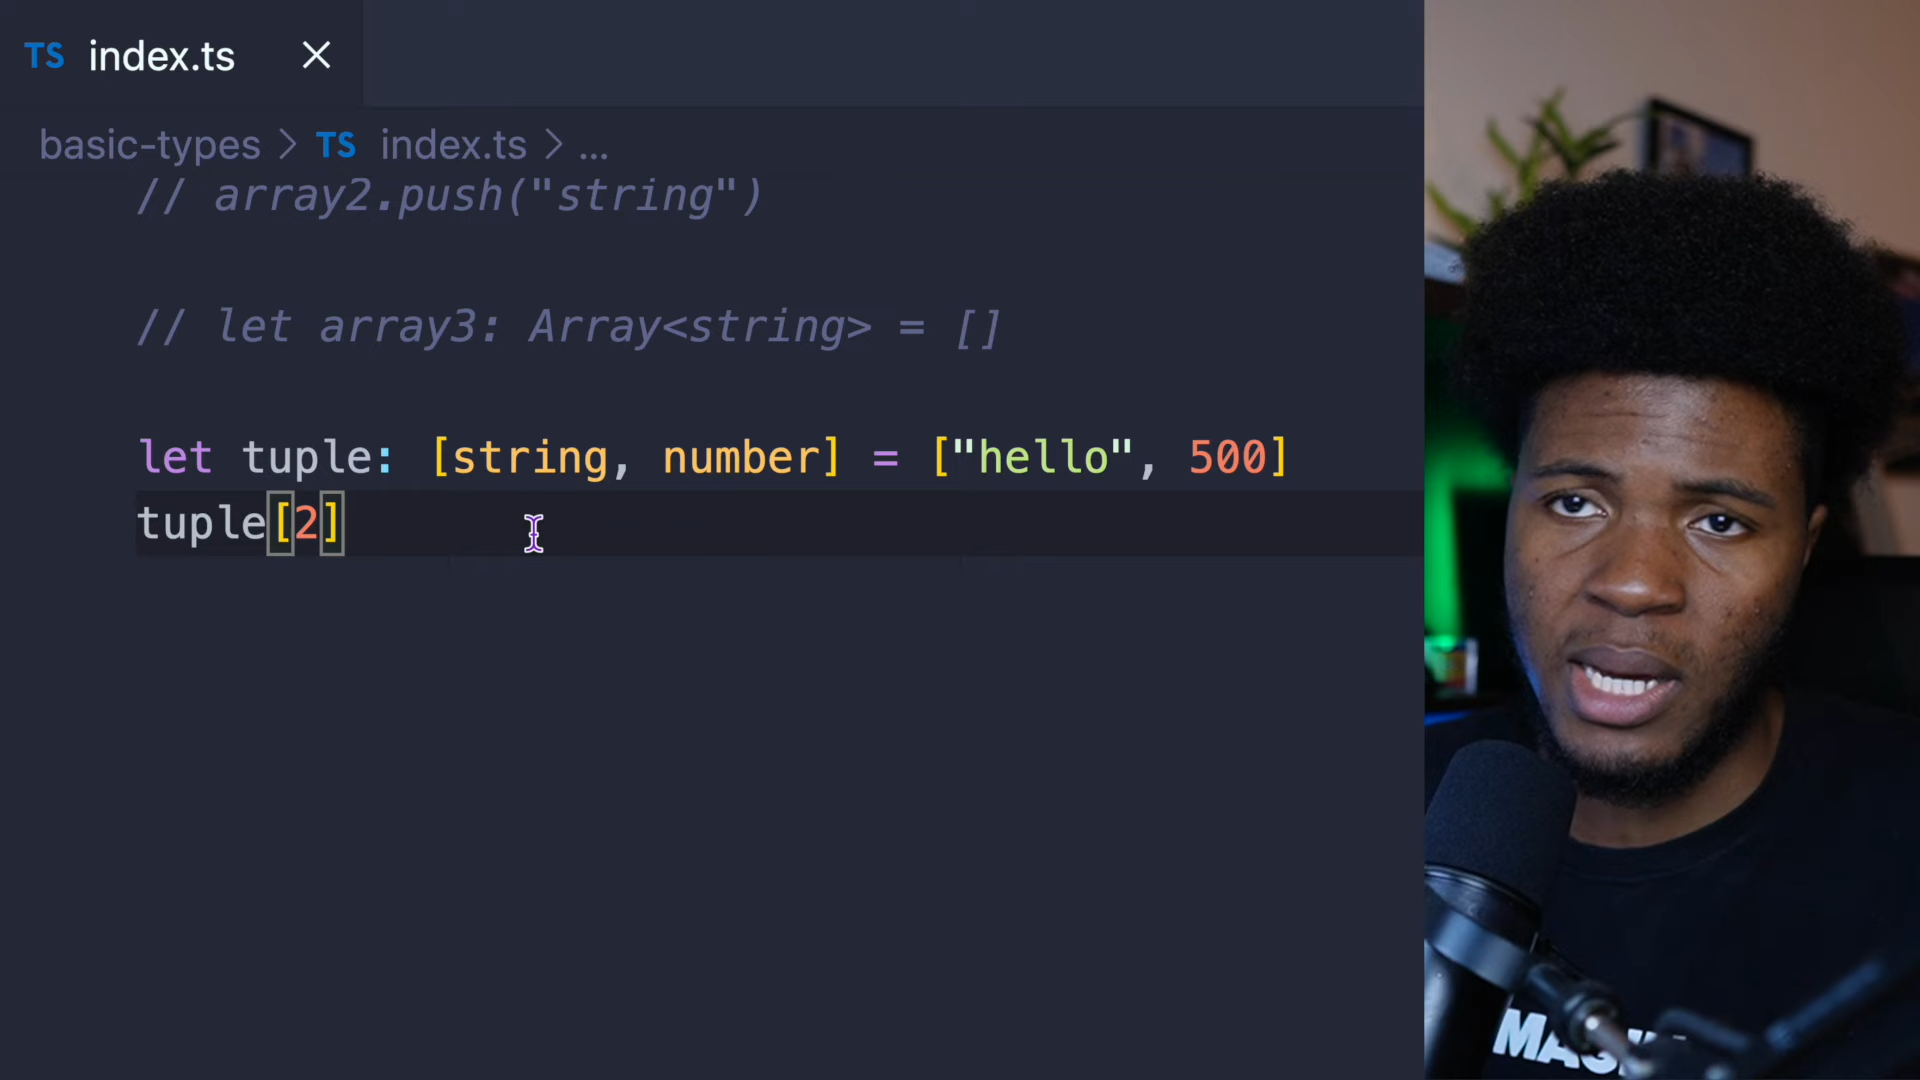 TS index.ts
basic-types > TS index.ts > ...
// array2.push("string")
// let array3: Array<string> = []
let tuple: [string, number] = ["hello", 500]
tuple[2]